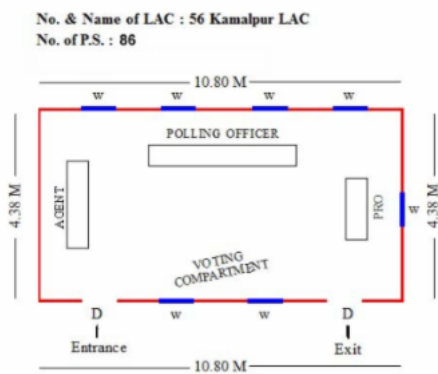 No. & Name of LAC : 56 Kamalpur LAC
No. of P.S. : 86
10.80 M
W W W W
POLLING OFFICER
4.38 M
AGENT
PRO
W
4.38 M
VOTING
COMPARTMENT
D W W D
Entrance
Exit
10.80 M